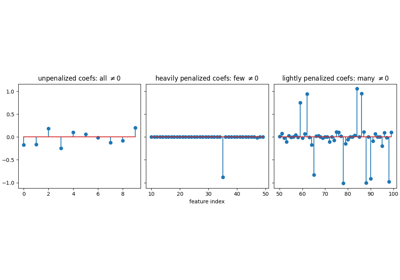 unpenalized coefs: all ≠0 heavily penalized coefs: few ≠0 lightly penalized coefs: many ≠0
1.0
0.5
0.0
−0.5
−1.0
0 2 4 6 8 10 20 30 40 50 50 60 70 80 90 100
feature index